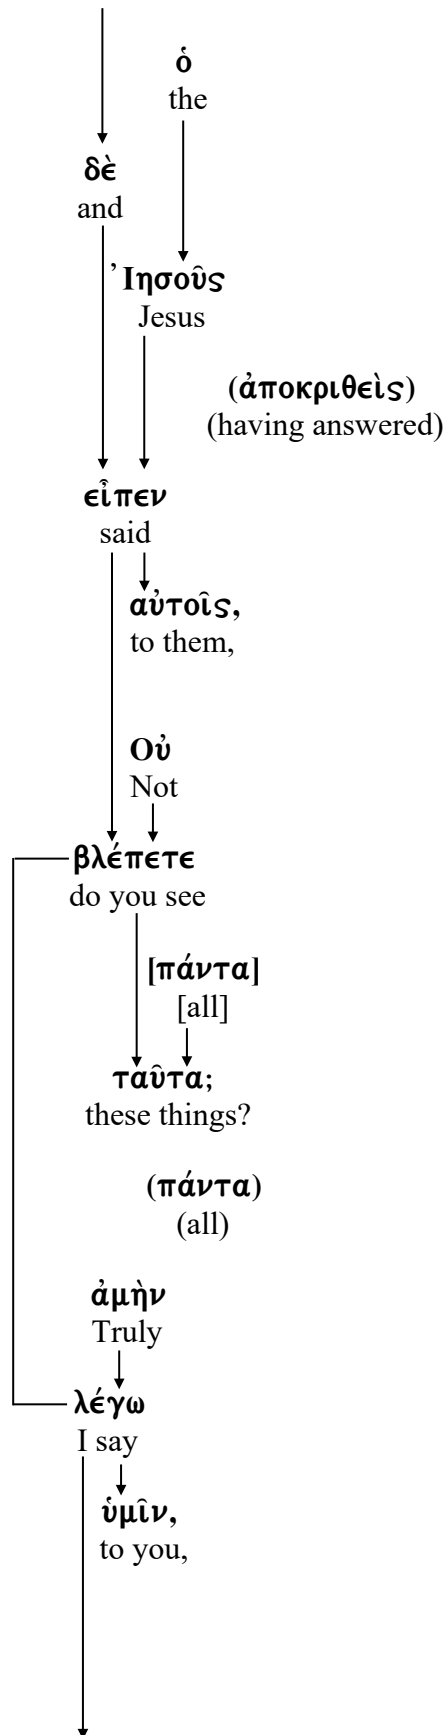 ὁ
the
δὲ
and
Ἰησοῦς
Jesus
(ἀποκριθεὶς)
(having answered)
εἶπεν
said
αὐτοῖς,
to them,
Οὐ
Not
βλέπετε
do you see
[πάντα]
[all]
ταῦτα;
these things?
(πάντα)
(all)
ἀμὴν
Truly
λέγω
I say
ὑμῖν,
to you,